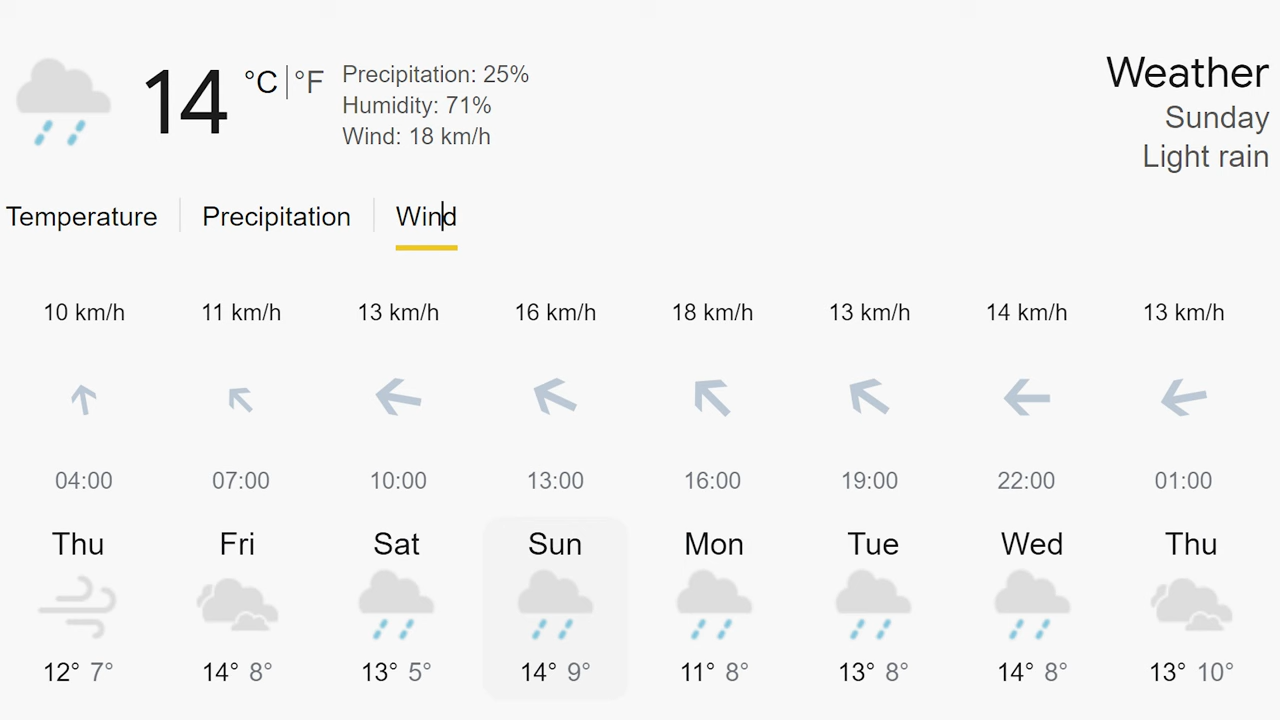 14 °C | °F
Precipitation: 25%
Humidity: 71%
Wind: 18 km/h
Weather
Sunday
Light rain
Temperature Precipitation Wind
10 km/h 11 km/h 13 km/h 16 km/h 18 km/h 13 km/h 14 km/h 13 km/h
04:00 07:00 10:00 13:00 16:00 19:00 22:00 01:00
Thu Fri Sat Sun Mon Tue Wed Thu
12° 7° 14° 8° 13° 5° 14° 9° 11° 8° 13° 8° 14° 8° 13° 10°